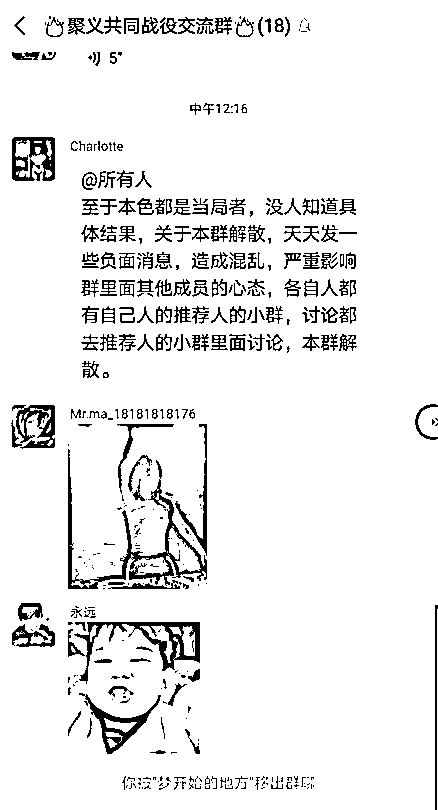 聚义共同战役交流群(18)
5"
中午12:16
Charlotte
@所有人
至于本色都是当局者，没人知道具
体结果，关于本群解散，天天发一
些负面消息，造成混乱，严重影响
群里面其他成员的心态，各自人都
有自己人的推荐人的小群，讨论都
去推荐人的小群里面讨论，本群解
散。
Mr.ma_18181818176
永远
你被"梦开始的地方"移出群聊